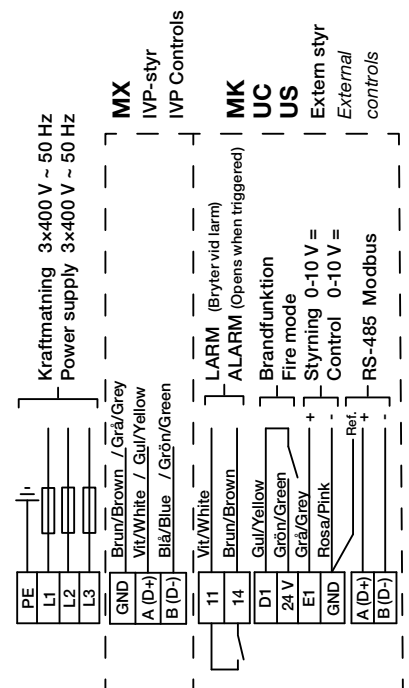 PE
L1
L2
L3
Kraftmatning 3×400 V ~ 50 Hz
Power supply 3×400 V ~ 50 Hz
GND
A (D+)
B (D-)
Brun/Brown / Grå/Grey
Vit/White / Gul/Yellow
Blå/Blue / Grön/Green
MX
IVP-styr
IVP Controls
11
14
Vit/White
Brun/Brown
LARM (Bryter vid larm)
ALARM (Opens when triggered)
D1
24 V
E1
GND
A (D+)
B (D-)
Gul/Yellow
Grön/Green
Grå/Grey
Rosa/Pink
+
-
Ref.
+
-
Brandfunktion
Fire mode
Styrning 0-10 V =
Control 0-10 V =
RS-485 Modbus
MK
UC
US
Extern styr
External
controls